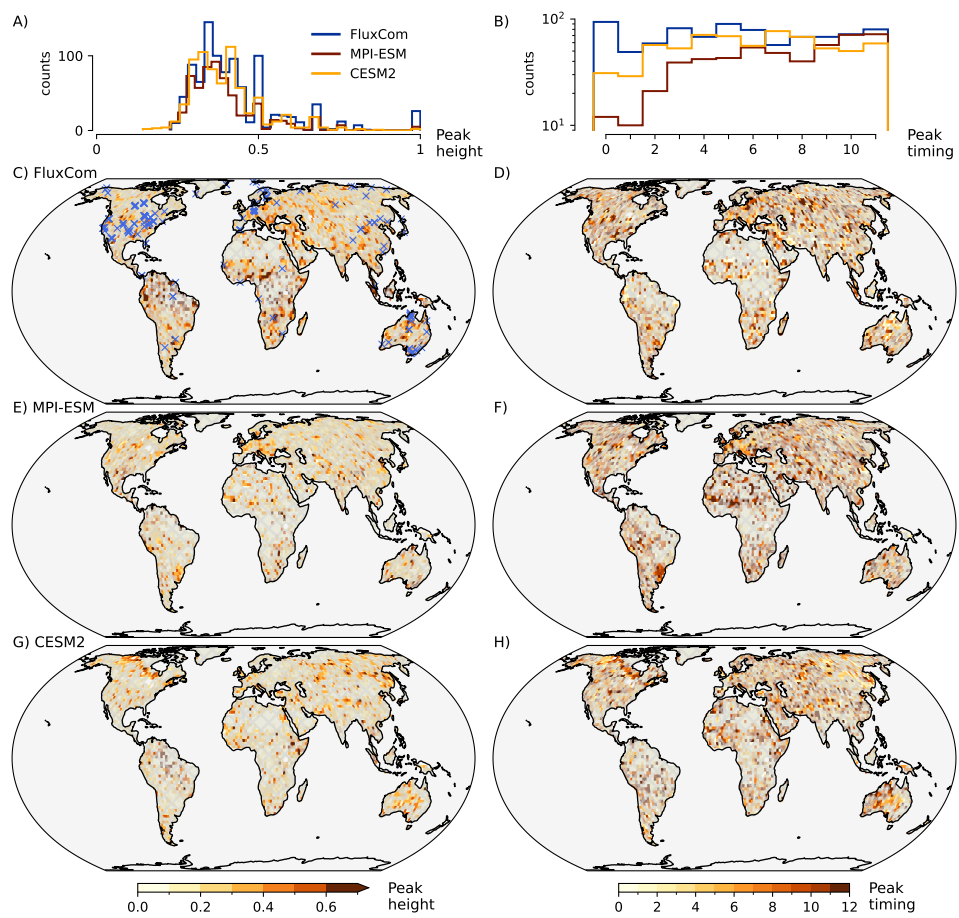 A)
B)
FluxCom
MPI-ESM
CESM2
counts
100
0
0
0.5
1
Peak
height
counts
10²
10¹
0
2
4
6
8
10
Peak
timing
C) FluxCom
D)
E) MPI-ESM
F)
G) CESM2
H)
0.0
0.2
0.4
0.6
Peak
height
0
2
4
6
8
10
12
Peak
timing